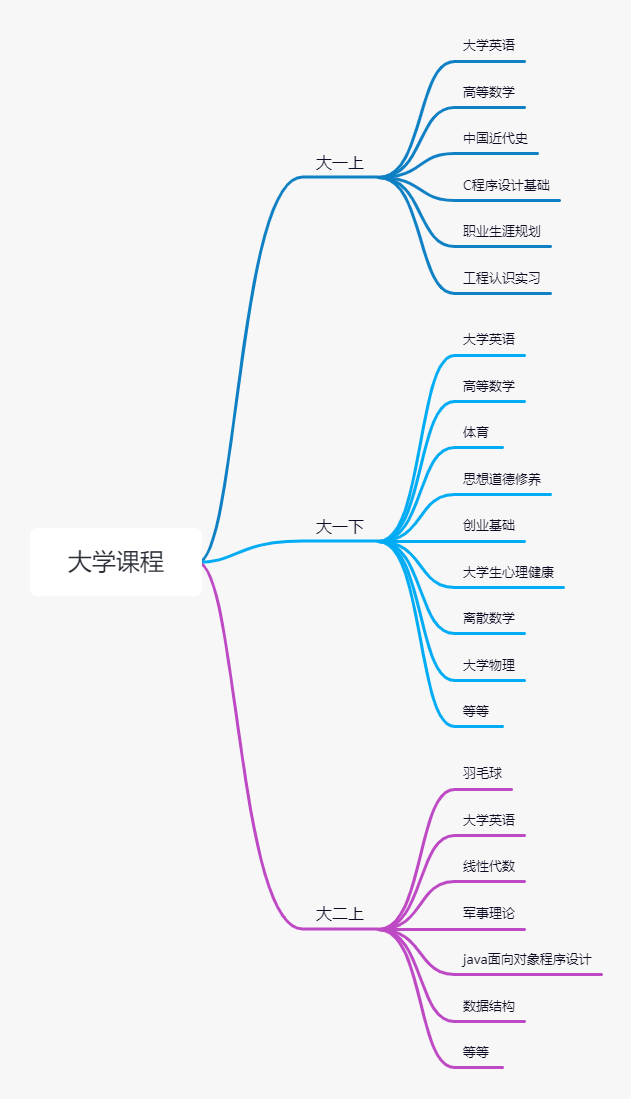 大学课程
大一上
大学英语
高等数学
中国近代史
C程序设计基础
职业生涯规划
工程认识实习
大一下
大学英语
高等数学
体育
思想道德修养
创业基础
大学生心理健康
离散数学
大学物理
等等
大二上
羽毛球
大学英语
线性代数
军事理论
java面向对象程序设计
数据结构
等等